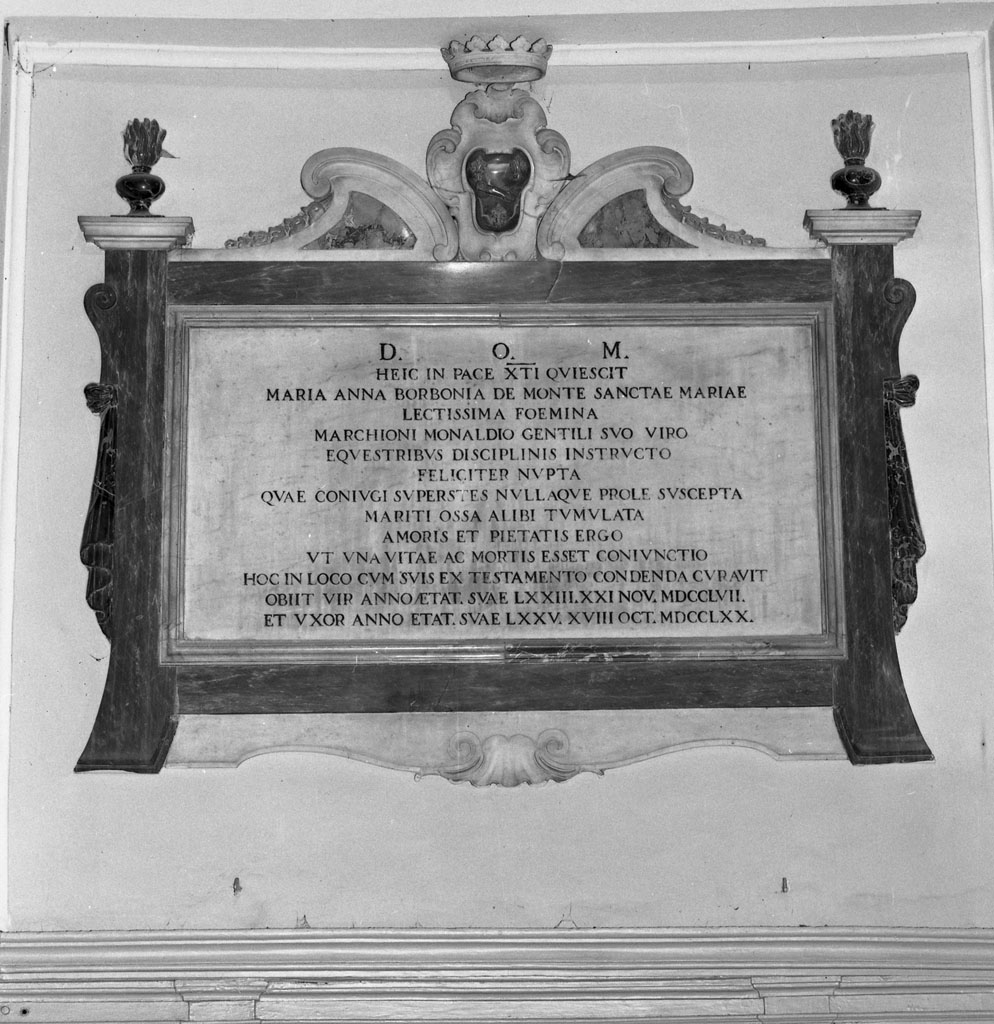 D. O. M.
HEIC IN PACE X̅T̅I̅ QVIESCIT
MARIA ANNA BORBONIA DE MONTE SANCTAE MARIAE
LECTISSIMA FOEMINA
MARCHIONI MONALDIO GENTILI SVO VIRO
EQVESTRIBVS DISCIPLINIS INSTRVCTO
FELICITER NVPTA
QVAE CONIVGI SVPERSTES NVLLAQVE PROLE SVSCEPTA
MARITI OSSA ALIBI TVMVLATA
AMORIS ET PIETATIS ERGO
VT VNA VITAE AC MORTIS ESSET CONIVNCTIO
HOC IN LOCO CVM SVIS EX TESTAMENTO CONDENDA CVRAVIT
OBIIT VIR ANNO ÆTAT. SVAE LXXIII. XXI NOV. MDCCLVII.
ET VXOR ANNO ETAT. SVAE LXXV. XVIII OCT. MDCCLXX.